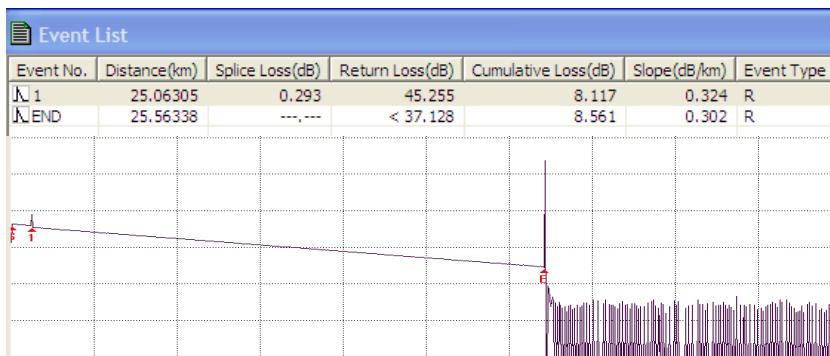 Event List
Event No. Distance(km) Splice Loss(dB) Return Loss(dB) Cumulative Loss(dB) Slope(dB/km) Event Type
1 25.06305 0.293 45.255 8.117 0.324 R
END 25.56338 ---.--- < 37.128 8.561 0.302 R
S 1
E